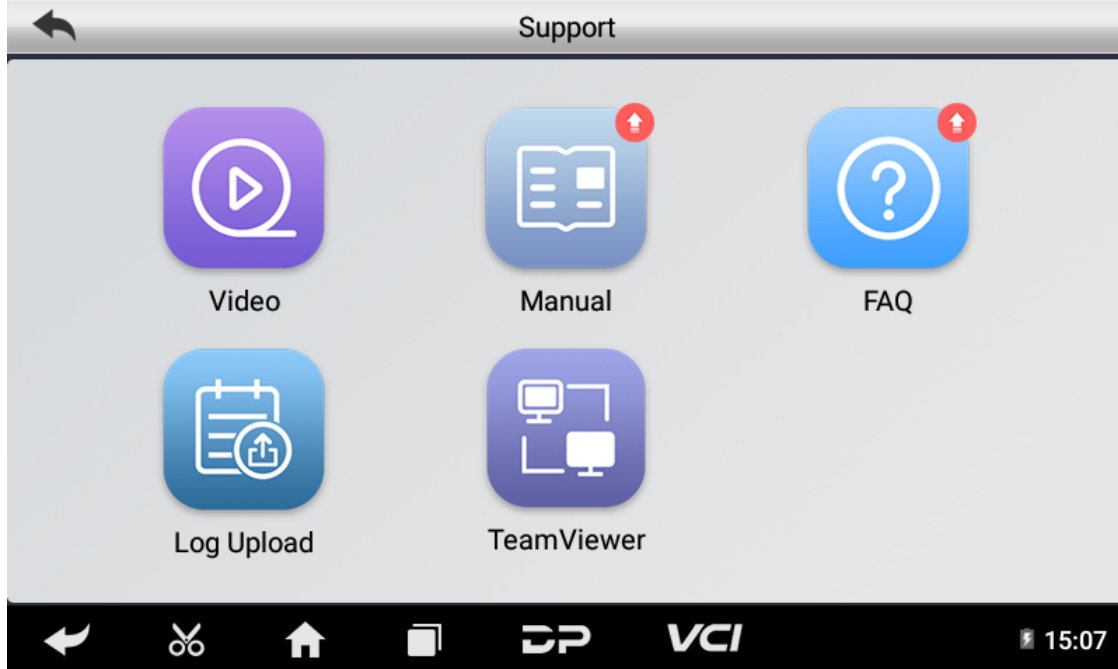 Support
Video
Manual
FAQ
Log Upload
TeamViewer
DP
VCI
15:07